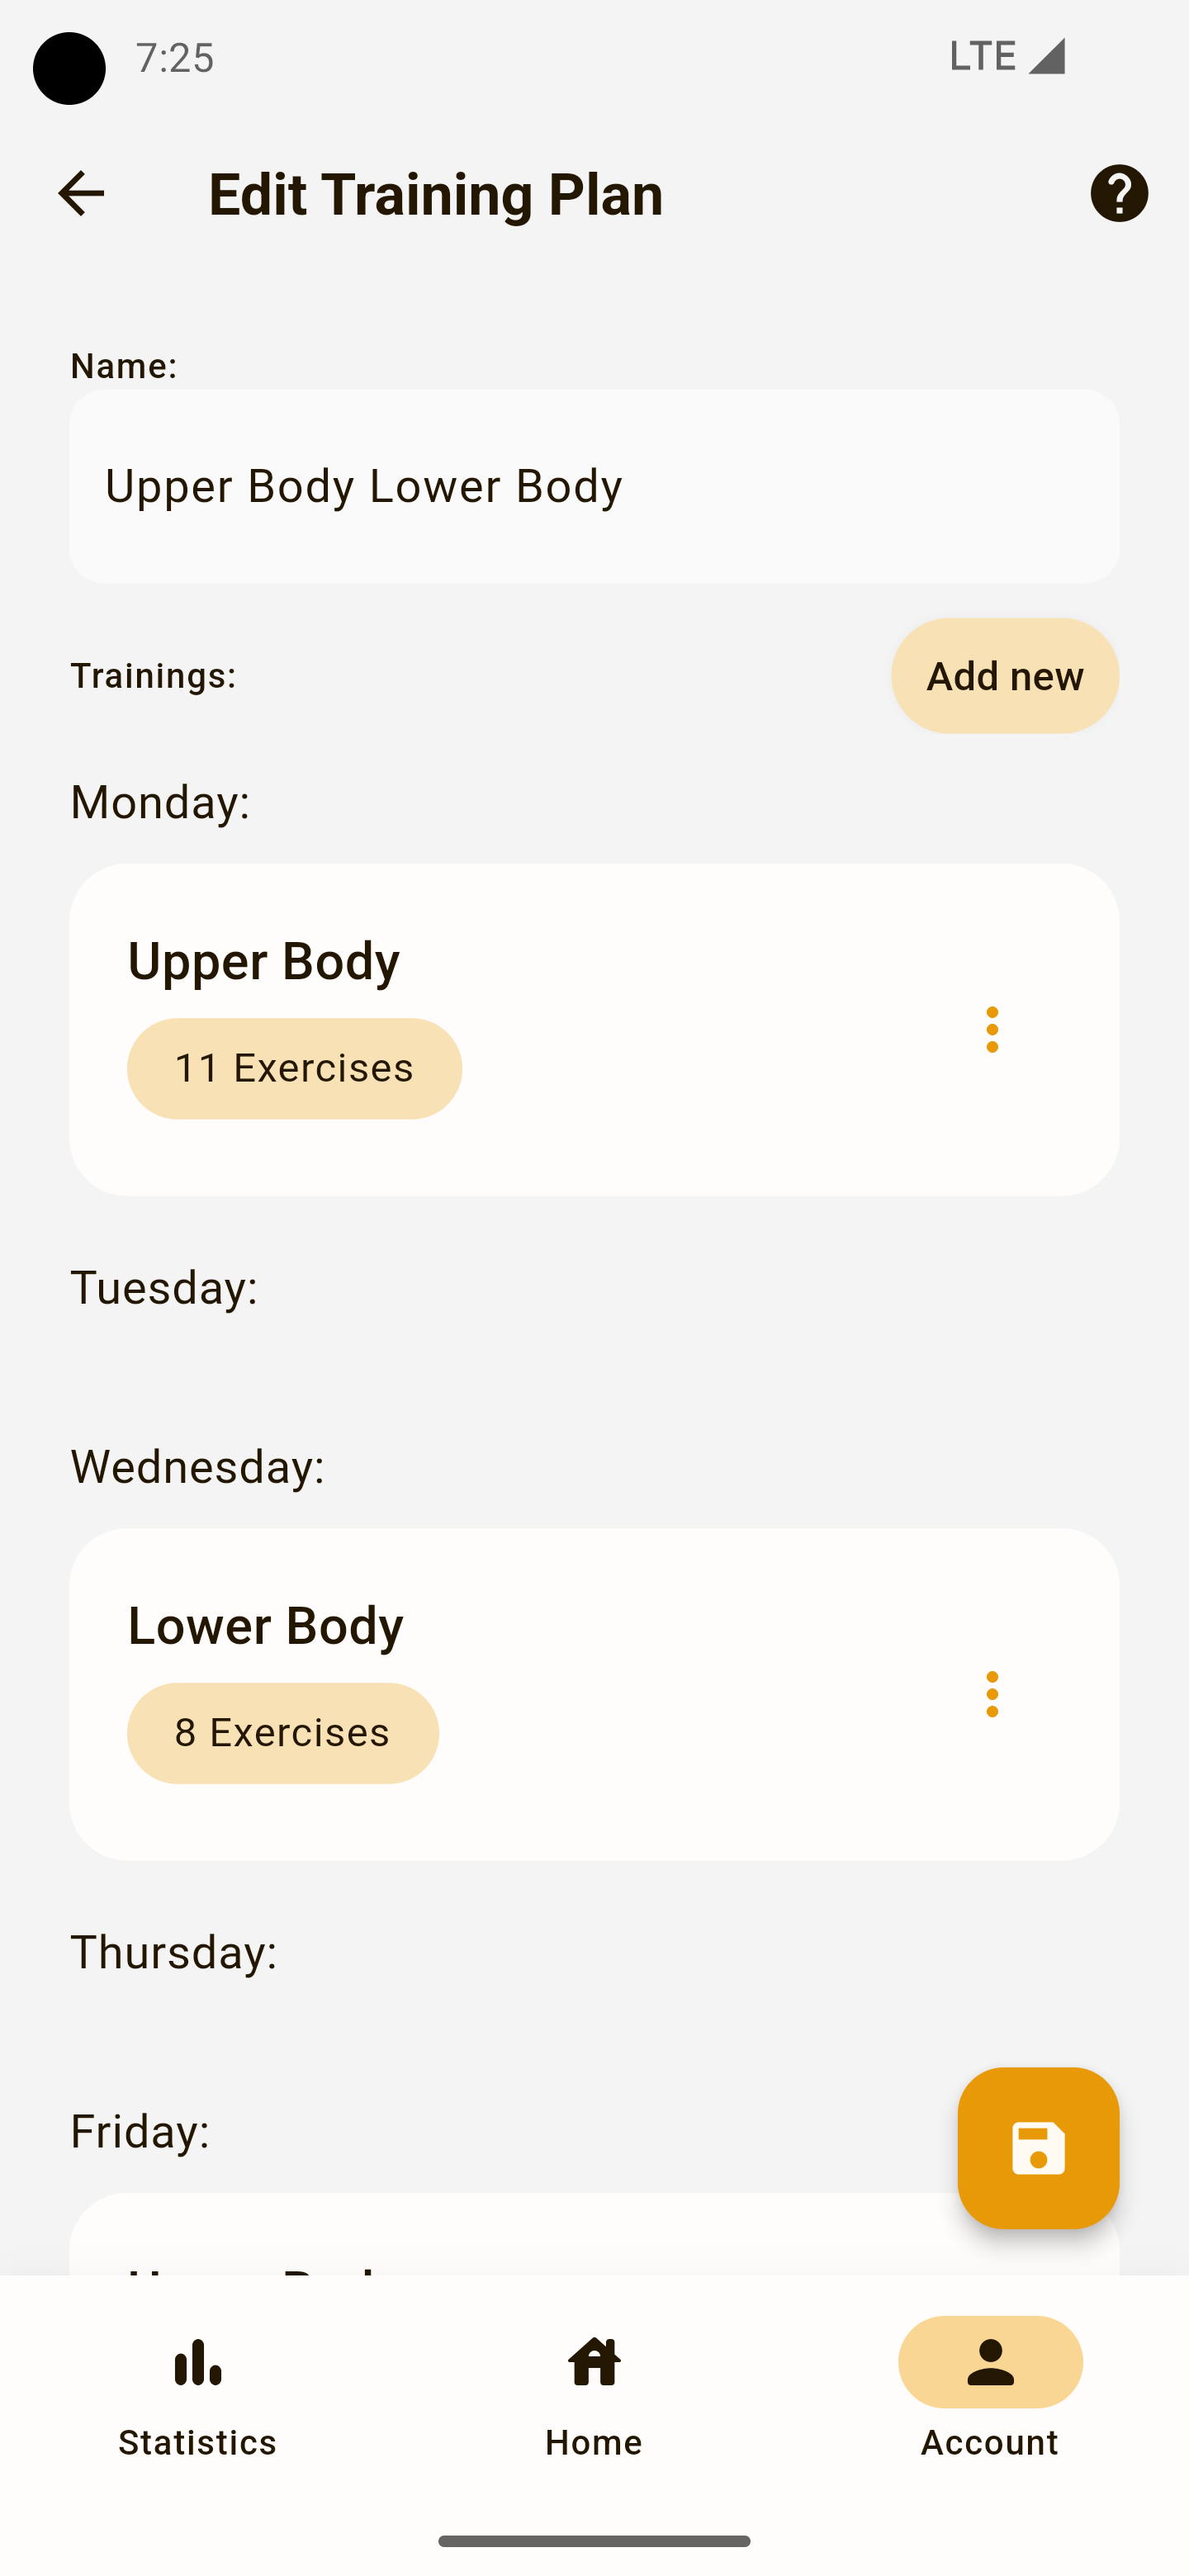 7:25
LTE
Edit Training Plan
Name:
Upper Body Lower Body
Trainings:
Add new
Monday:
Upper Body
11 Exercises
Tuesday:
Wednesday:
Lower Body
8 Exercises
Thursday:
Friday:
Statistics
Home
Account